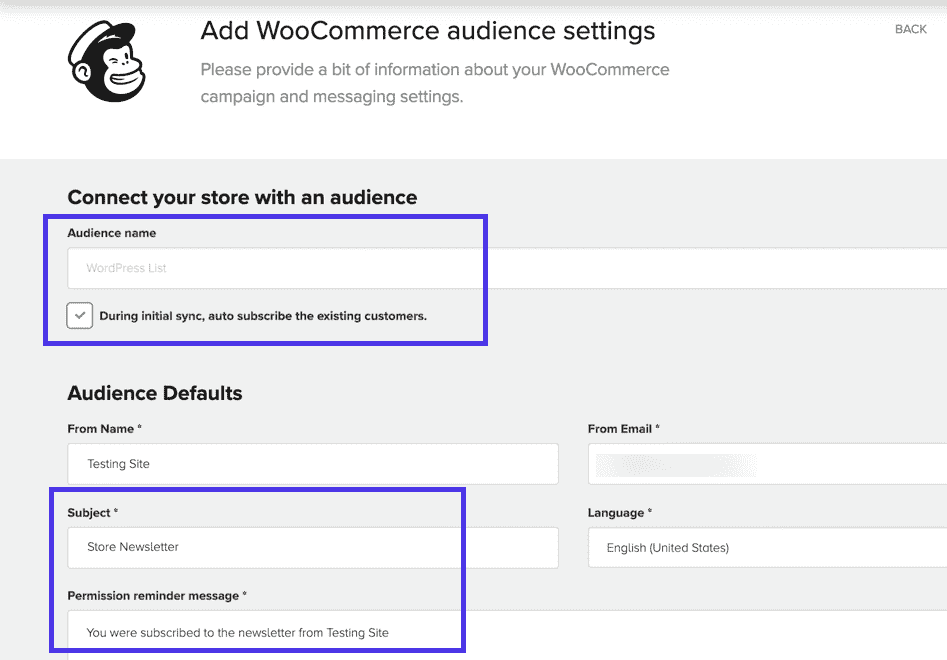 Add WooCommerce audience settings
BACK
Please provide a bit of information about your WooCommerce
campaign and messaging settings.
Connect your store with an audience
Audience name
WordPress List
During initial sync, auto subscribe the existing customers.
Audience Defaults
From Name *
From Email *
Testing Site
Subject *
Language *
Store Newsletter
English (United States)
Permission reminder message *
You were subscribed to the newsletter from Testing Site